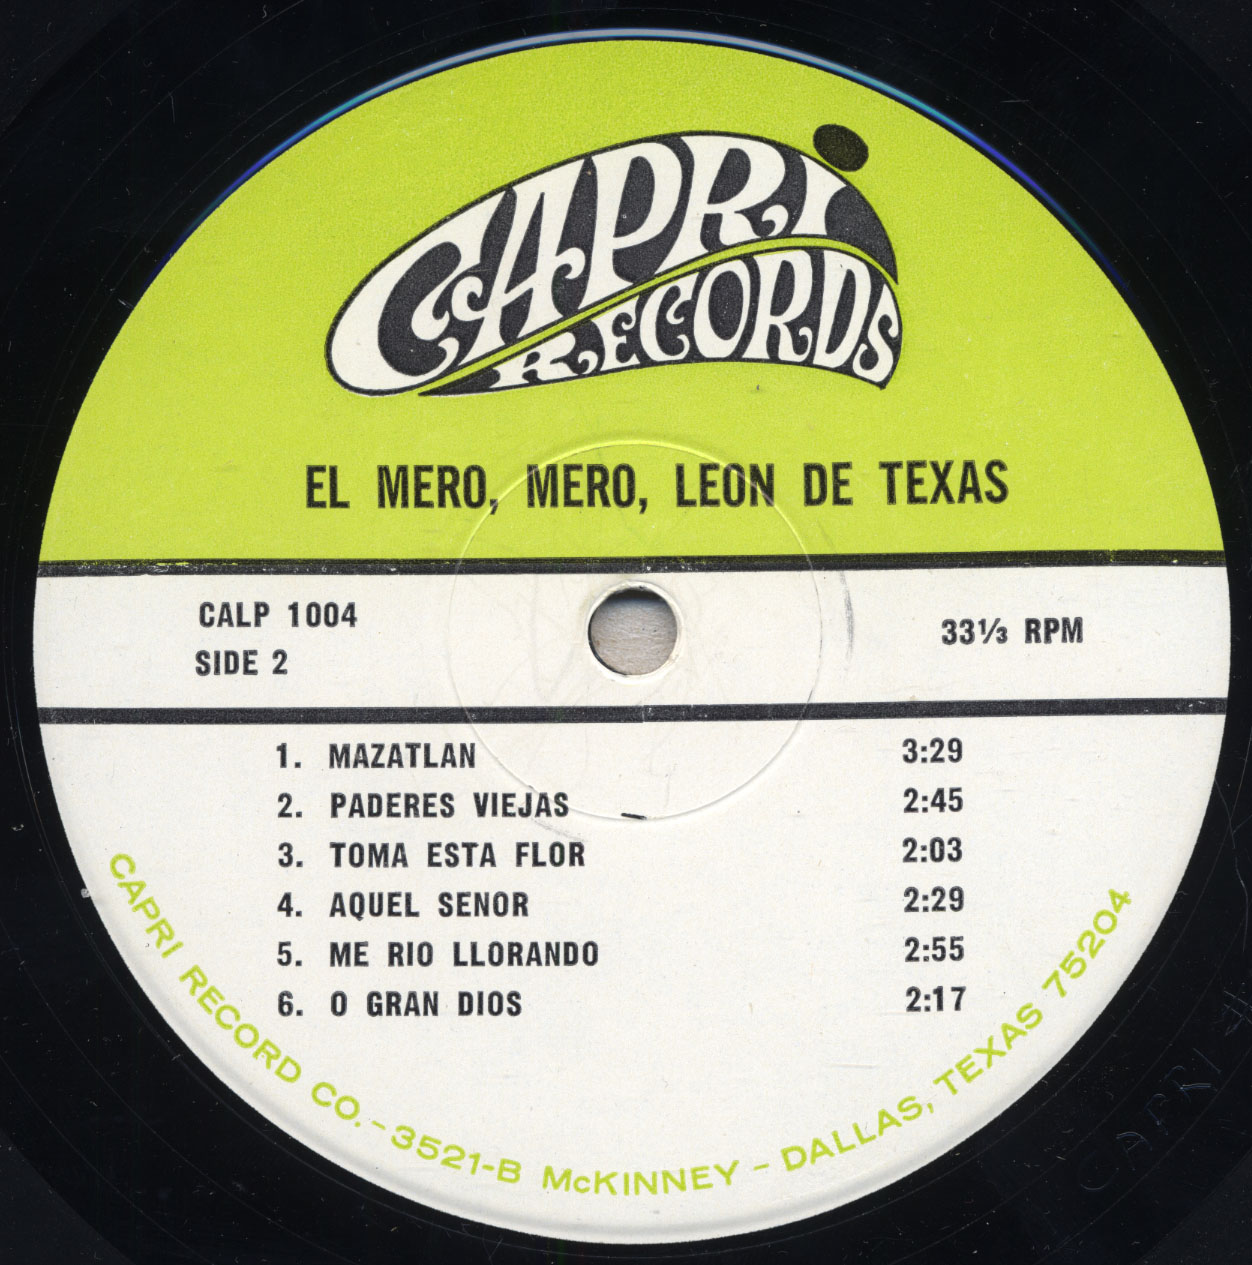 CAPRI
RECORDS
EL MERO, MERO, LEON DE TEXAS
CALP 1004
SIDE 2
33⅓ RPM
1. MAZATLAN 3:29
2. PADERES VIEJAS 2:45
3. TOMA ESTA FLOR 2:03
4. AQUEL SENOR 2:29
5. ME RIO LLORANDO 2:55
6. O GRAN DIOS 2:17
CAPRI RECORD CO.-3521-B McKINNEY - DALLAS, TEXAS 75204
CAPRI